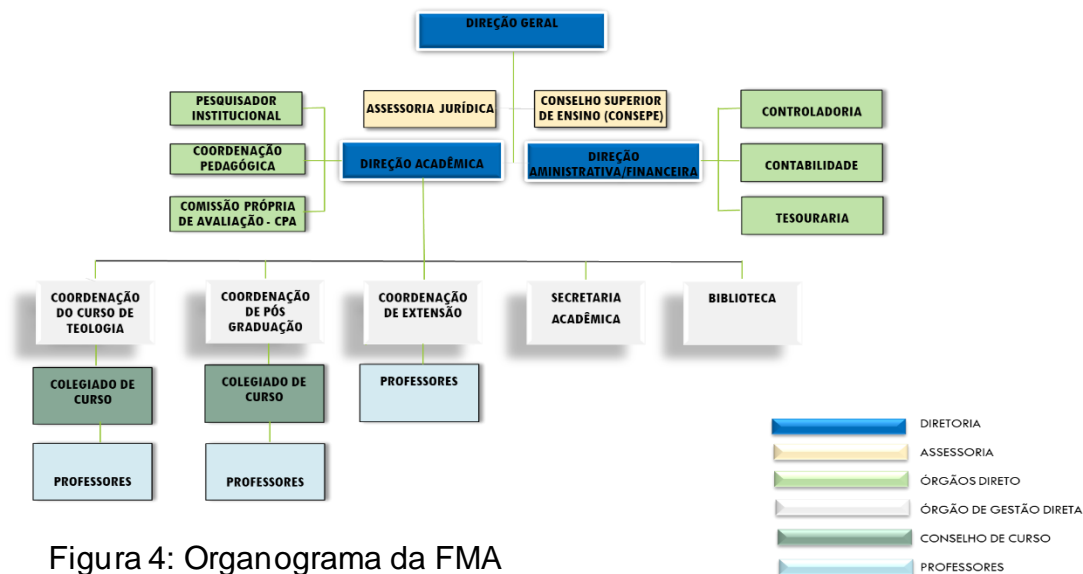 DIREÇÃO GERAL
PESQUISADOR
INSTITUCIONAL
ASSESSORIA JURÍDICA
CONSELHO SUPERIOR
DE ENSINO (CONSEPE)
CONTROLADORIA
COORDENAÇÃO
PEDAGÓGICA
DIREÇÃO ACADÊMICA
DIREÇÃO
AMINISTRATIVA/FINANCEIRA
CONTABILIDADE
COMISSÃO PRÓPRIA
DE AVALIAÇÃO - CPA
TESOURARIA
COORDENAÇÃO
DO CURSO DE
TEOLOGIA
COORDENAÇÃO
DE PÓS
GRADUAÇÃO
COORDENAÇÃO
DE EXTENSÃO
SECRETARIA
ACADÊMICA
BIBLIOTECA
COLEGIADO DE
CURSO
COLEGIADO DE
CURSO
PROFESSORES
PROFESSORES
PROFESSORES
DIRETORIA
ASSESSORIA
ÓRGÃOS DIRETO
ÓRGÃO DE GESTÃO DIRETA
CONSELHO DE CURSO
PROFESSORES
Figura 4: Organograma da FMA